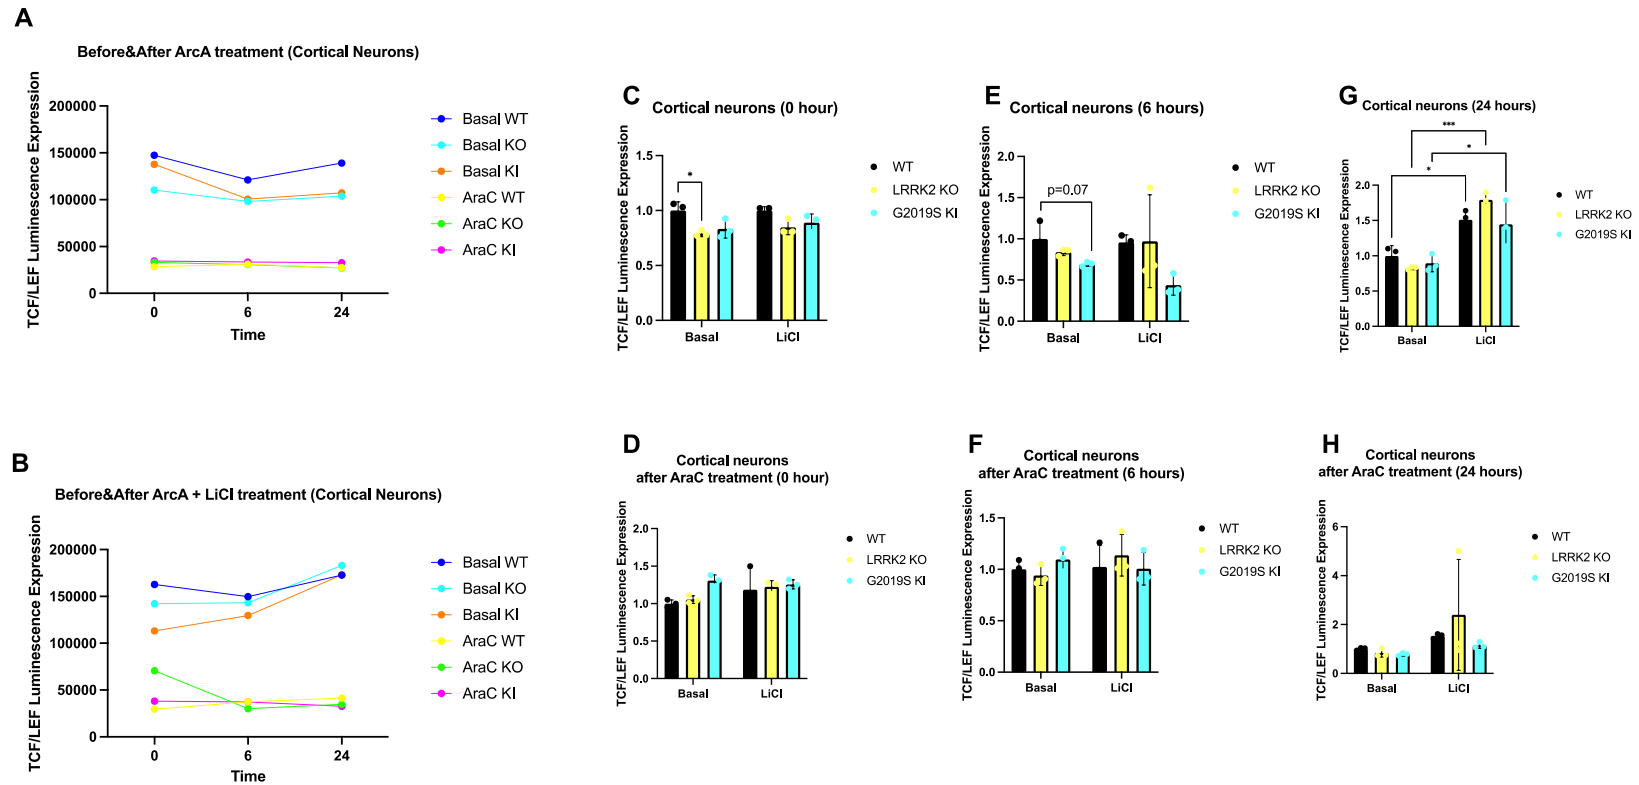 A
Before&After ArcA treatment (Cortical Neurons)
TCF/LEF Luminescence Expression
200000
150000
100000
50000
0
0
6
24
Time
Basal WT
Basal KO
Basal KI
AraC WT
AraC KO
AraC KI
B
Before&After ArcA + LiCl treatment (Cortical Neurons)
TCF/LEF Luminescence Expression
200000
150000
100000
50000
0
0
6
24
Time
Basal WT
Basal KO
Basal KI
AraC WT
AraC KO
AraC KI
C
Cortical neurons (0 hour)
TCF/LEF Luminescence Expression
1.5
1.0
0.5
0.0
*
Basal
LiCl
WT
LRRK2 KO
G2019S KI
D
Cortical neurons
after AraC treatment (0 hour)
TCF/LEF Luminescence Expression
2.0
1.5
1.0
0.5
0.0
Basal
LiCl
WT
LRRK2 KO
G2019S KI
E
Cortical neurons (6 hours)
TCF/LEF Luminescence Expression
2.0
1.5
1.0
0.5
0.0
p=0.07
Basal
LiCl
WT
LRRK2 KO
G2019S KI
F
Cortical neurons
after AraC treatment (6 hours)
TCF/LEF Luminescence Expression
1.5
1.0
0.5
0.0
Basal
LiCl
WT
LRRK2 KO
G2019S KI
G
Cortical neurons (24 hours)
TCF/LEF Luminescence Expression
2.0
1.5
1.0
0.5
0.0
***
*
*
Basal
LiCl
WT
LRRK2 KO
G2019S KI
H
Cortical neurons
after AraC treatment (24 hours)
TCF/LEF Luminescence Expression
6
4
2
0
Basal
LiCl
WT
LRRK2 KO
G2019S KI